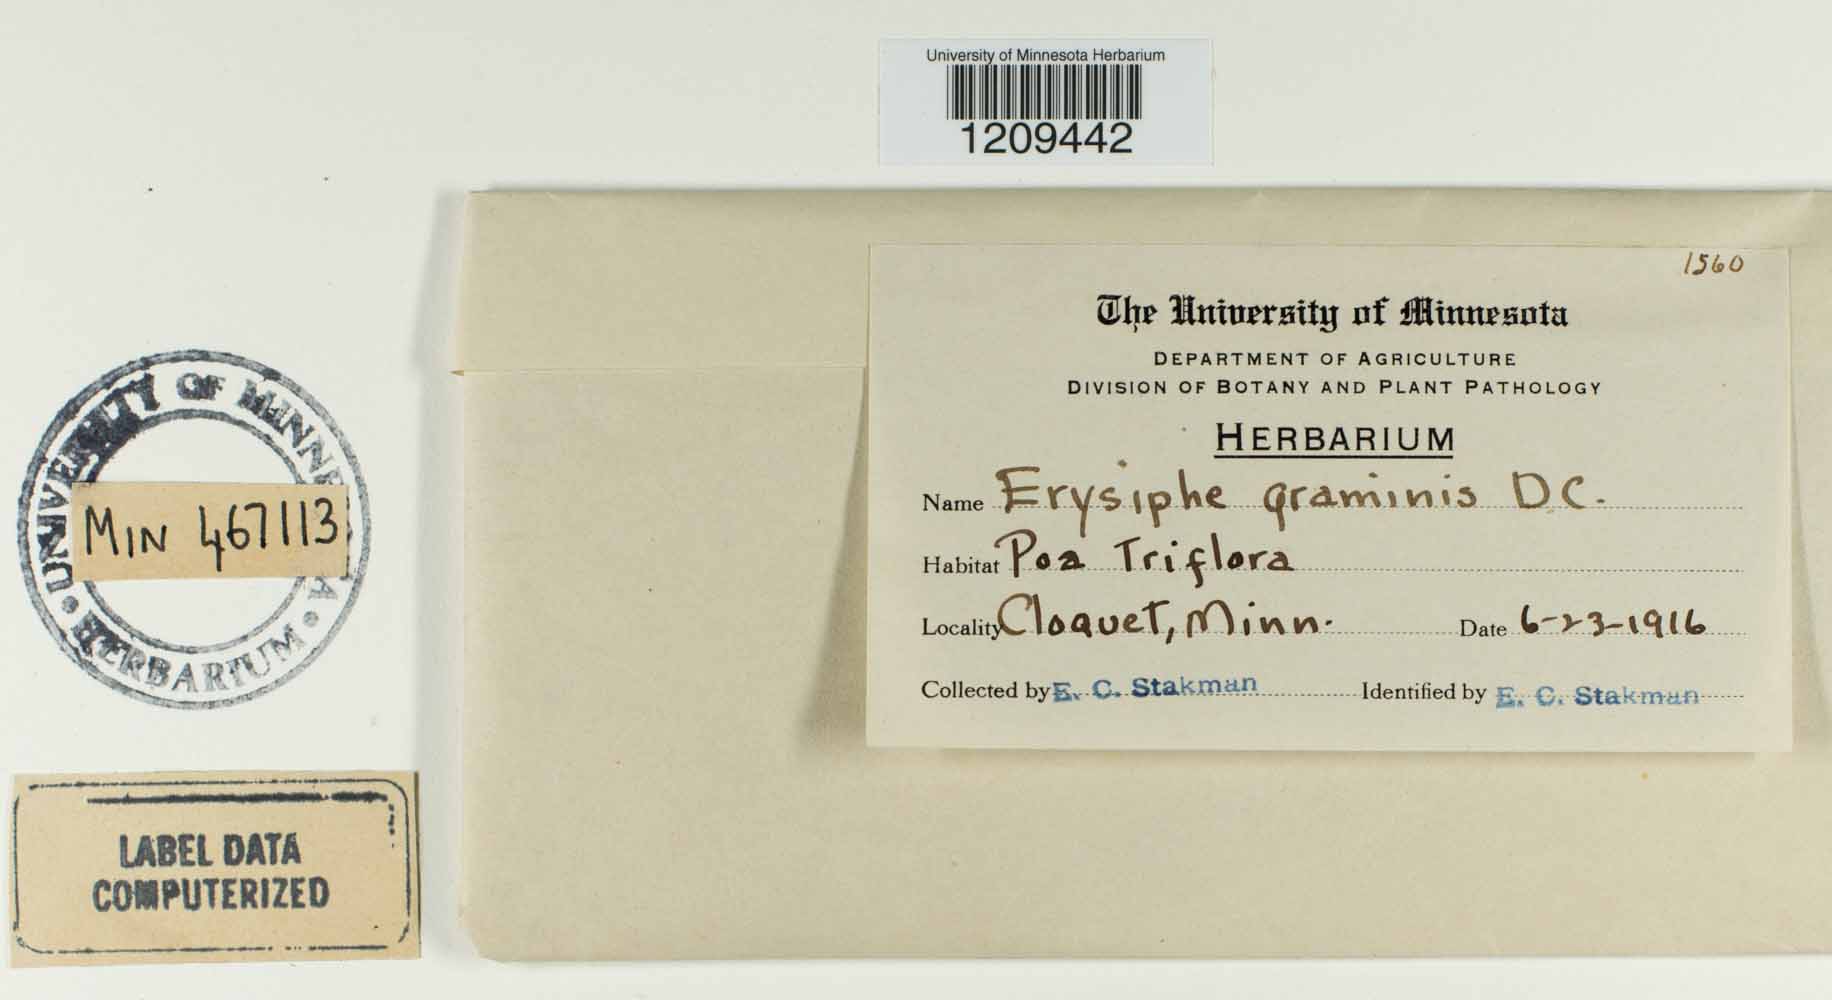 University of Minnesota Herbarium
1209442
1560
The University of Minnesota
DEPARTMENT OF AGRICULTURE
DIVISION OF BOTANY AND PLANT PATHOLOGY
HERBARIUM
Name Erysiphe graminis D.C.
Habitat Poa Triflora
Locality Cloquet, Minn. Date 6-23-1916
Collected by E. C. Stakman Identified by E. C. Stakman
UNIVERSITY OF MINNESOTA
MIN 467113
HERBARIUM
LABEL DATA
COMPUTERIZED